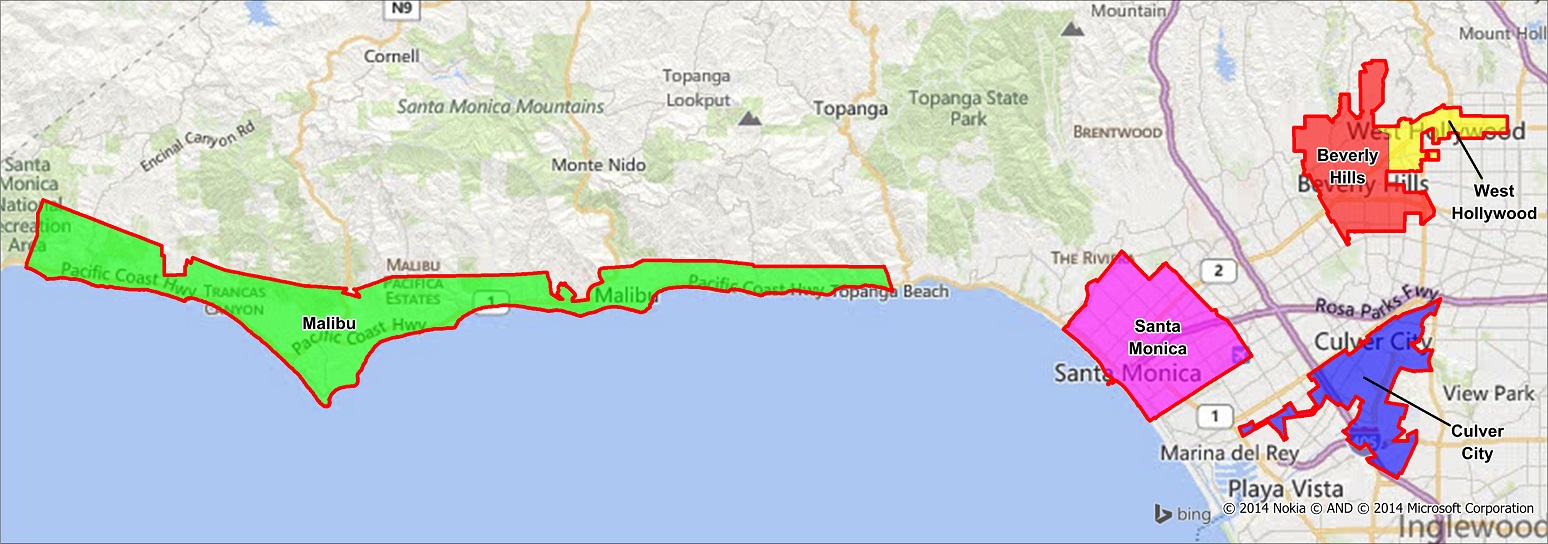 N9
Mountain
Mount Holl
Cornell
Topanga
Lookput
Santa Monica Mountains
Topanga
Topanga State
Park
BRENTWOOD
West Hollywood
Encinal Canyon Rd
Monte Nido
Beverly
Hills
Beverly Hills
West
Hollywood
Santa
Monica
National
ecreation
Area
THE RIVIERA
2
MALIBU
PACIFICA
ESTATES
Pacific Coast Hwy
TRANCAS
CANYON
1
Malibu
Pacific Coast Hwy
Topanga Beach
Rosa Parks Fwy
Malibu
Pacific Coast Hwy
Santa
Monica
Culver City
Santa Monica
View Park
1
Culver
City
405
Marina del Rey
Playa Vista
bing
© 2014 Nokia © AND © 2014 Microsoft Corporation
Inglewood